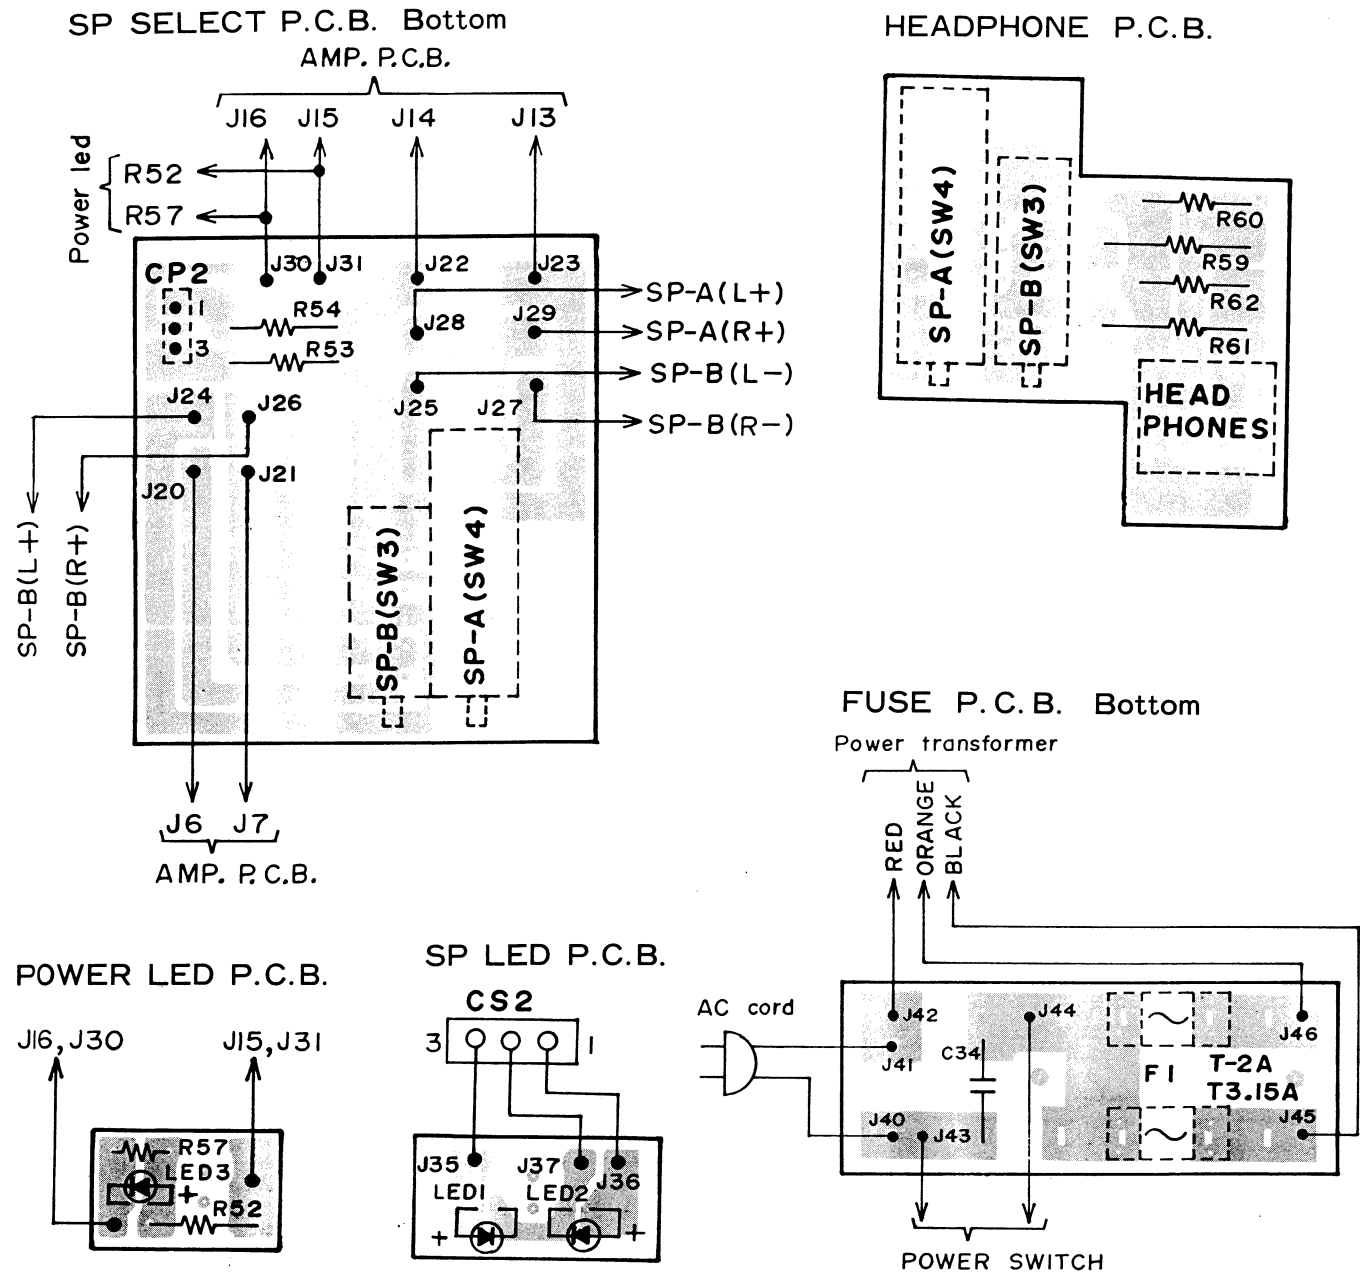 SP SELECT P.C.B. Bottom
AMP. P.C.B.
J16 J15 J14 J13
Power led
R52
R57
CP2
J30 J31 J22 J23
1
3
R54
R53
J28 J29
SP-A(L+)
SP-A(R+)
SP-B(L-)
SP-B(R-)
J24 J26 J25 J27
J20 J21
SP-B(L+)
SP-B(R+)
SP-B(SW3)
SP-A(SW4)
J6 J7
AMP. P.C.B.
HEADPHONE P.C.B.
SP-A(SW4)
SP-B(SW3)
R60
R59
R62
R61
HEAD
PHONES
FUSE P.C.B. Bottom
Power transformer
RED
ORANGE
BLACK
AC cord
J42 J44 J46
J41
C34
F1
T-2A
T3.15A
J40 J43 J45
POWER SWITCH
POWER LED P.C.B.
J16,J30 J15,J31
R57
LED3
+
R52
SP LED P.C.B.
CS2
3 1
J35 J37 J36
LED1 LED2
+ +